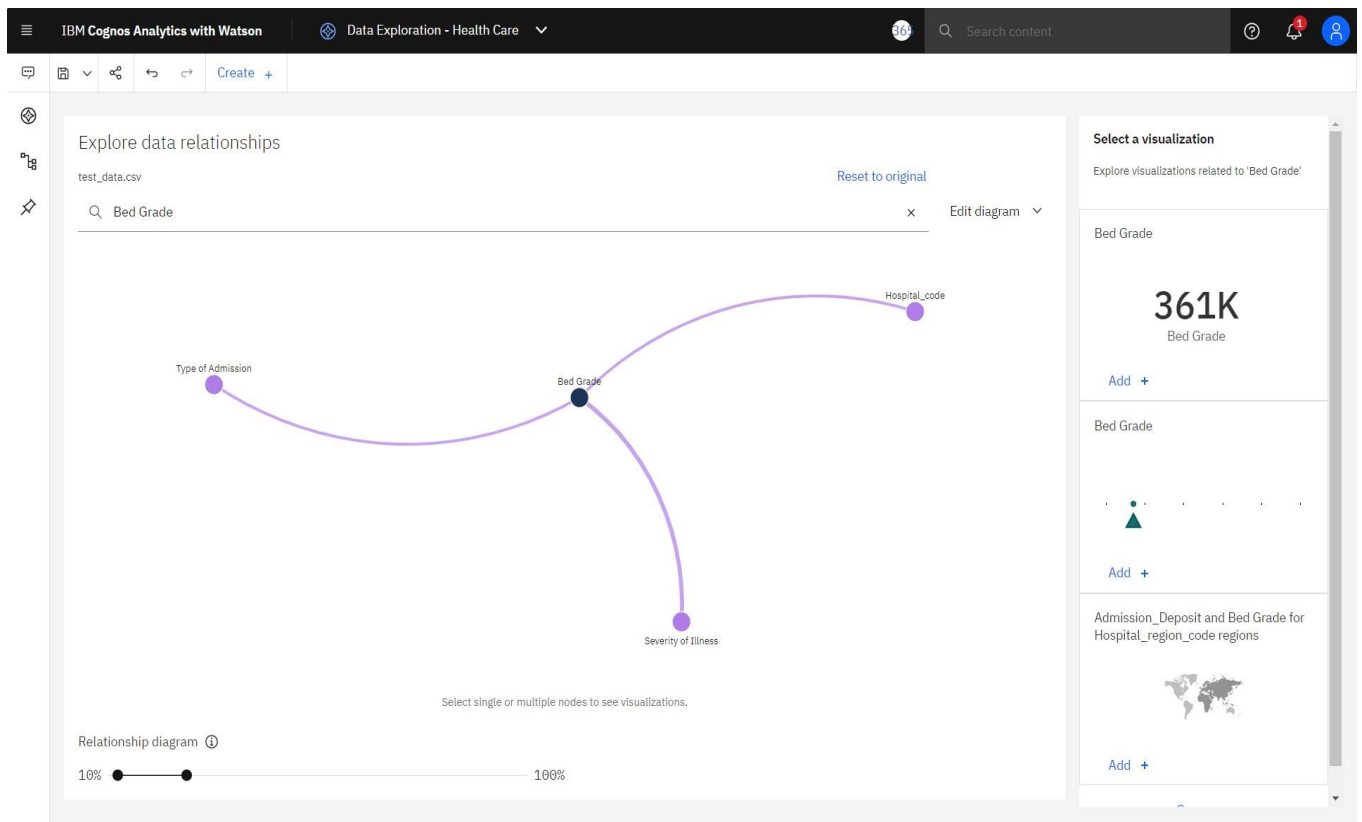 IBM Cognos Analytics with Watson
Data Exploration - Health Care
365
Search content
1
Create +
Explore data relationships
test_data.csv
Reset to original
Bed Grade
Edit diagram
Hospital_code
Type of Admission
Bed Grade
Severity of Illness
Select single or multiple nodes to see visualizations.
Relationship diagram
10%
100%
Select a visualization
Explore visualizations related to 'Bed Grade'
Bed Grade
361K
Bed Grade
Add +
Bed Grade
Add +
Admission_Deposit and Bed Grade for
Hospital_region_code regions
Add +